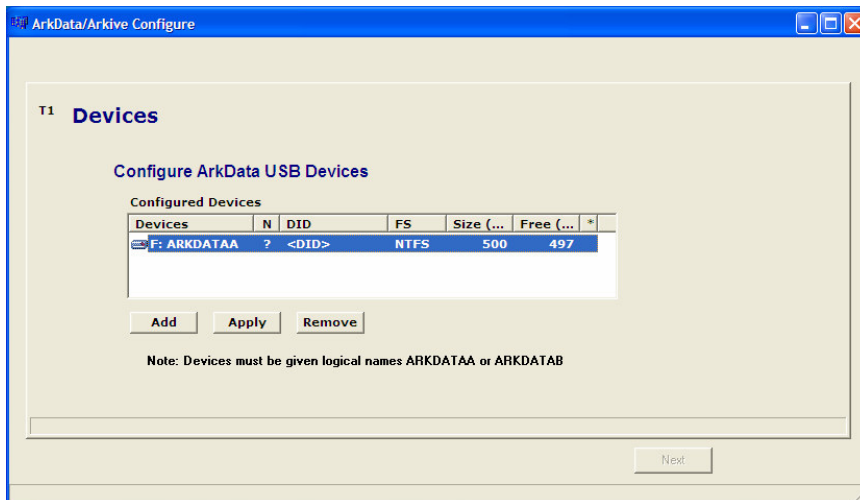 ArkData/Arkive Configure
T1 Devices
Configure ArkData USB Devices
Configured Devices
Devices N DID FS Size (... Free (... *
F: ARKDATAA ? <DID> NTFS 500 497
Add Apply Remove
Note: Devices must be given logical names ARKDATAA or ARKDATAB
Next